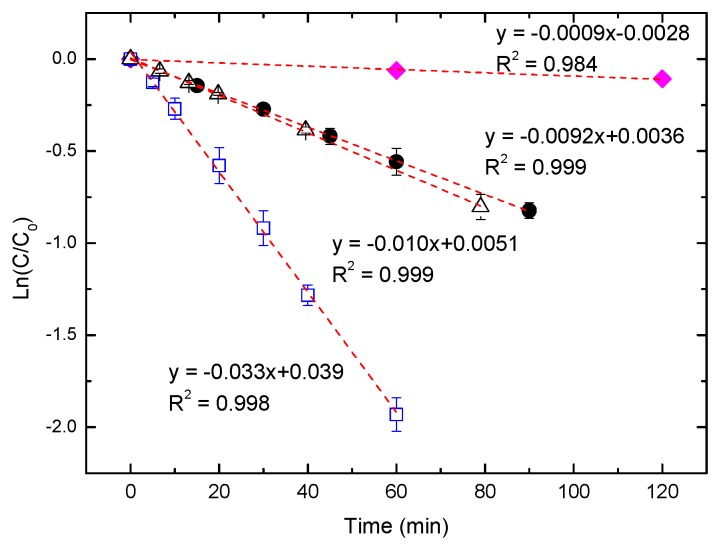 y = -0.0009x-0.0028
R² = 0.984
y = -0.0092x+0.0036
R² = 0.999
y = -0.010x+0.0051
R² = 0.999
y = -0.033x+0.039
R² = 0.998
Ln(C/C₀)
0.0
-0.5
-1.0
-1.5
-2.0
0 20 40 60 80 100 120
Time (min)